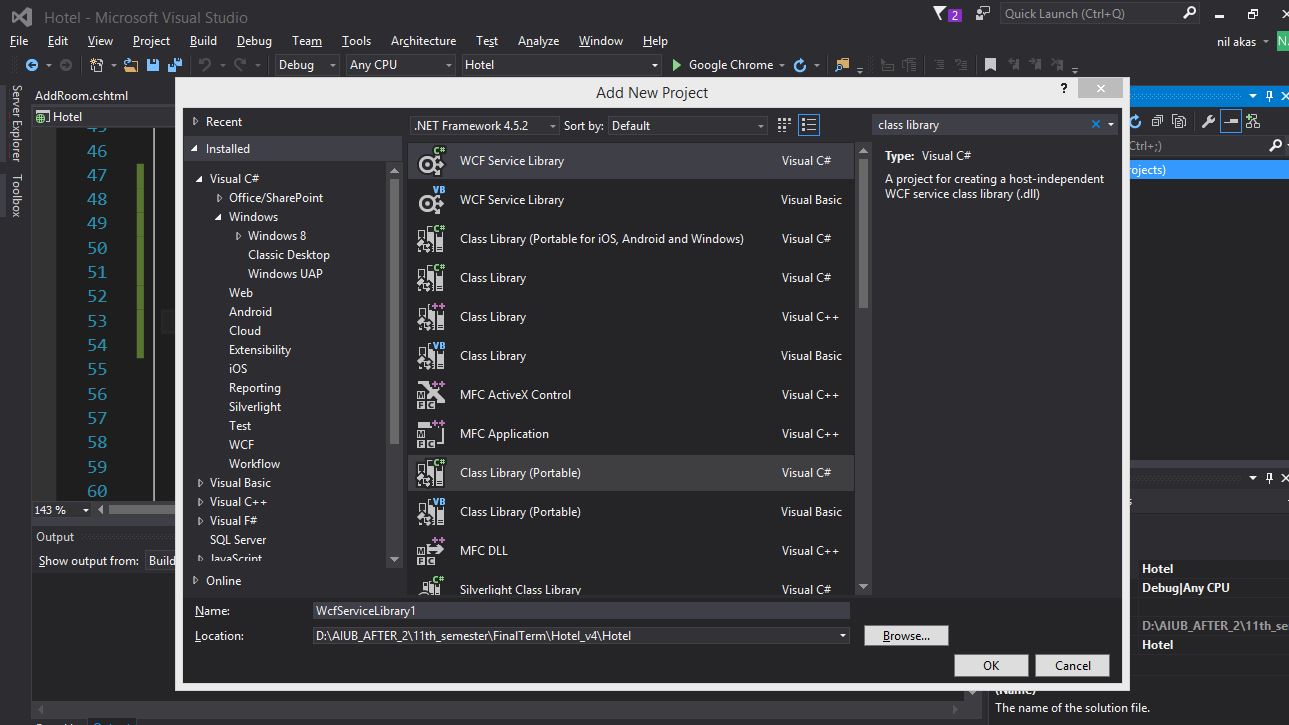 Hotel - Microsoft Visual Studio
2
Quick Launch (Ctrl+Q)
File Edit View Project Build Debug Team Tools Architecture Test Analyze Window Help
nil akas
Debug Any CPU Hotel Google Chrome
Server Explorer
Toolbox
AddRoom.cshtml
Hotel
46
47
48
49
50
51
52
53
54
55
56
57
58
59
60
143 %
Output
Show output from: Build
Add New Project
?
Recent
Installed
Visual C#
Office/SharePoint
Windows
Windows 8
Classic Desktop
Windows UAP
Web
Android
Cloud
Extensibility
iOS
Reporting
Silverlight
Test
WCF
Workflow
Visual Basic
Visual C++
Visual F#
SQL Server
JavaScript
Online
.NET Framework 4.5.2 Sort by: Default
class library
WCF Service Library Visual C#
WCF Service Library Visual Basic
Class Library (Portable for iOS, Android and Windows) Visual C#
Class Library Visual C#
Class Library Visual C++
Class Library Visual Basic
MFC ActiveX Control Visual C++
MFC Application Visual C++
Class Library (Portable) Visual C#
Class Library (Portable) Visual Basic
MFC DLL Visual C++
Silverlight Class Library Visual C#
Type: Visual C#
A project for creating a host-independent
WCF service class library (.dll)
Name: WcfServiceLibrary1
Location: D:\AIUB_AFTER_2\11th_semester\FinalTerm\Hotel_v4\Hotel
Browse...
OK Cancel
Ctrl+;)
ojects)
Hotel
Debug|Any CPU
D:\AIUB_AFTER_2\11th_se
Hotel
(Name)
The name of the solution file.